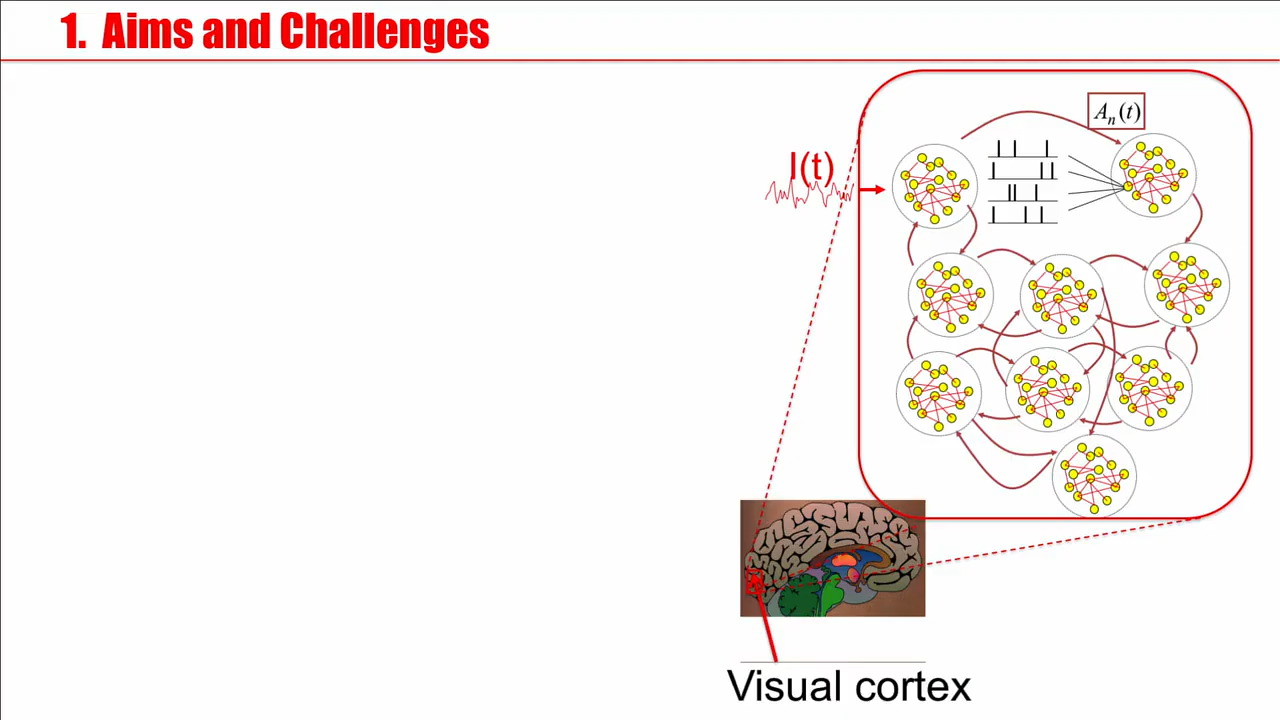 1. Aims and Challenges
A_n(t)
I(t)
Visual cortex